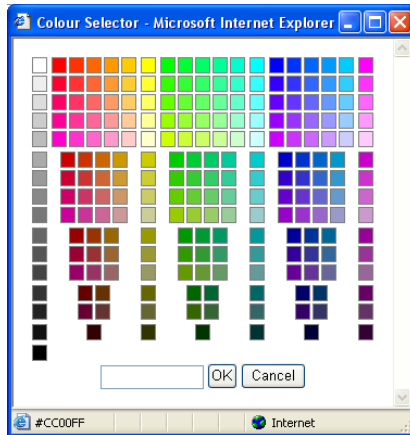 Colour Selector - Microsoft Internet Explorer
OK Cancel
#CC00FF Internet